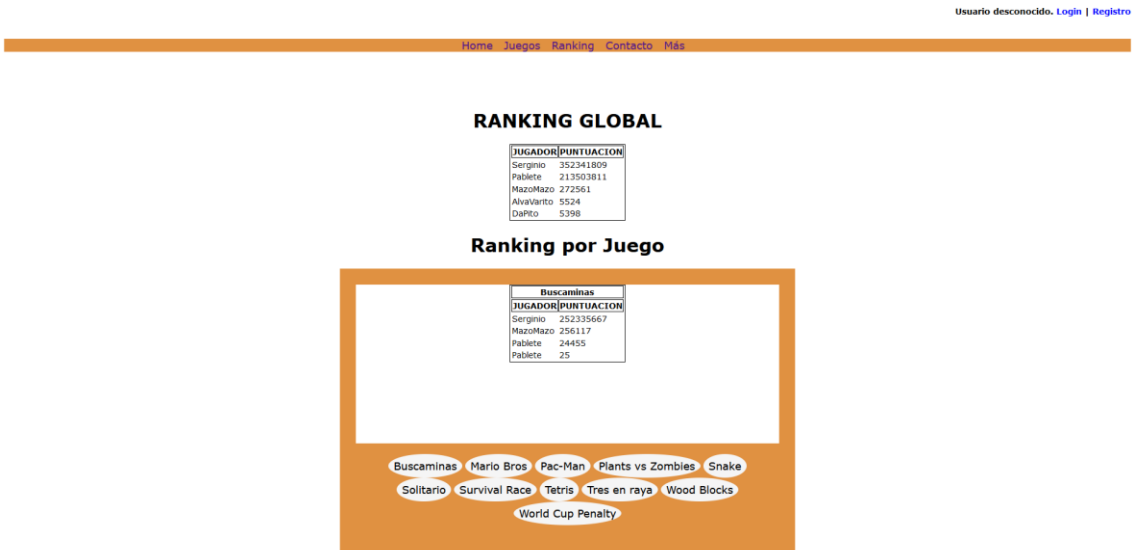 Usuario desconocido. Login | Registro
Home Juegos Ranking Contacto Más
RANKING GLOBAL
JUGADOR PUNTUACION
Serginio 352341809
Pablete 213503811
MazoMazo 272561
AlvaVarito 5524
DaPito 5398
Ranking por Juego
Buscaminas
JUGADOR PUNTUACION
Serginio 252335667
MazoMazo 256117
Pablete 24455
Pablete 25
Buscaminas Mario Bros Pac-Man Plants vs Zombies Snake
Solitario Survival Race Tetris Tres en raya Wood Blocks
World Cup Penalty